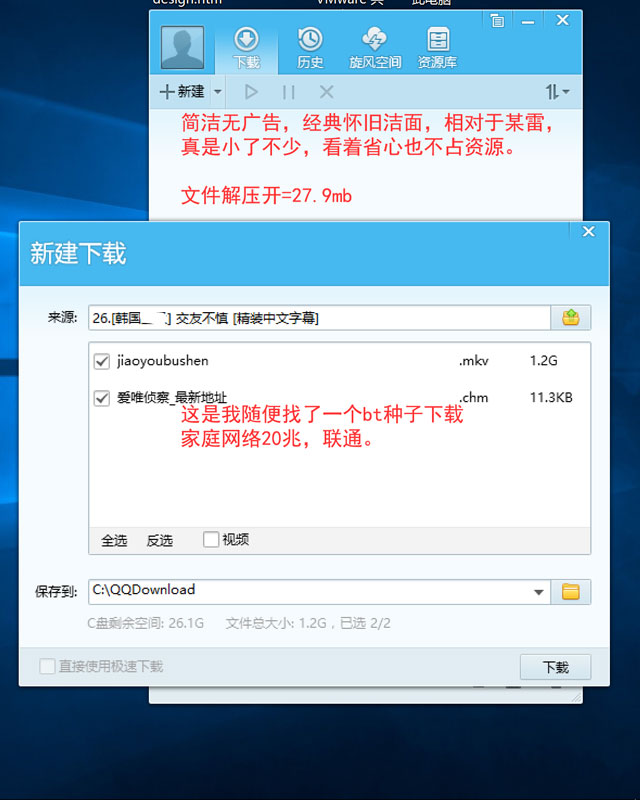 design.htm VMware 此电脑
下载 历史 旋风空间 资源库
新建
简洁无广告，经典怀旧洁面，相对于某雷，
真是小了不少，看着省心也不占资源。
文件解压开=27.9mb
新建下载
来源: 26.[韩国 ] 交友不慎 [精装中文字幕]
jiaoyoubushen .mkv 1.2G
爱唯侦察_最新地址 .chm 11.3KB
这是我随便找了一个bt种子下载
家庭网络20兆，联通。
全选 反选 视频
保存到: C:\QQDownload
C盘剩余空间: 26.1G 文件总大小: 1.2G，已选 2/2
直接使用极速下载 下载